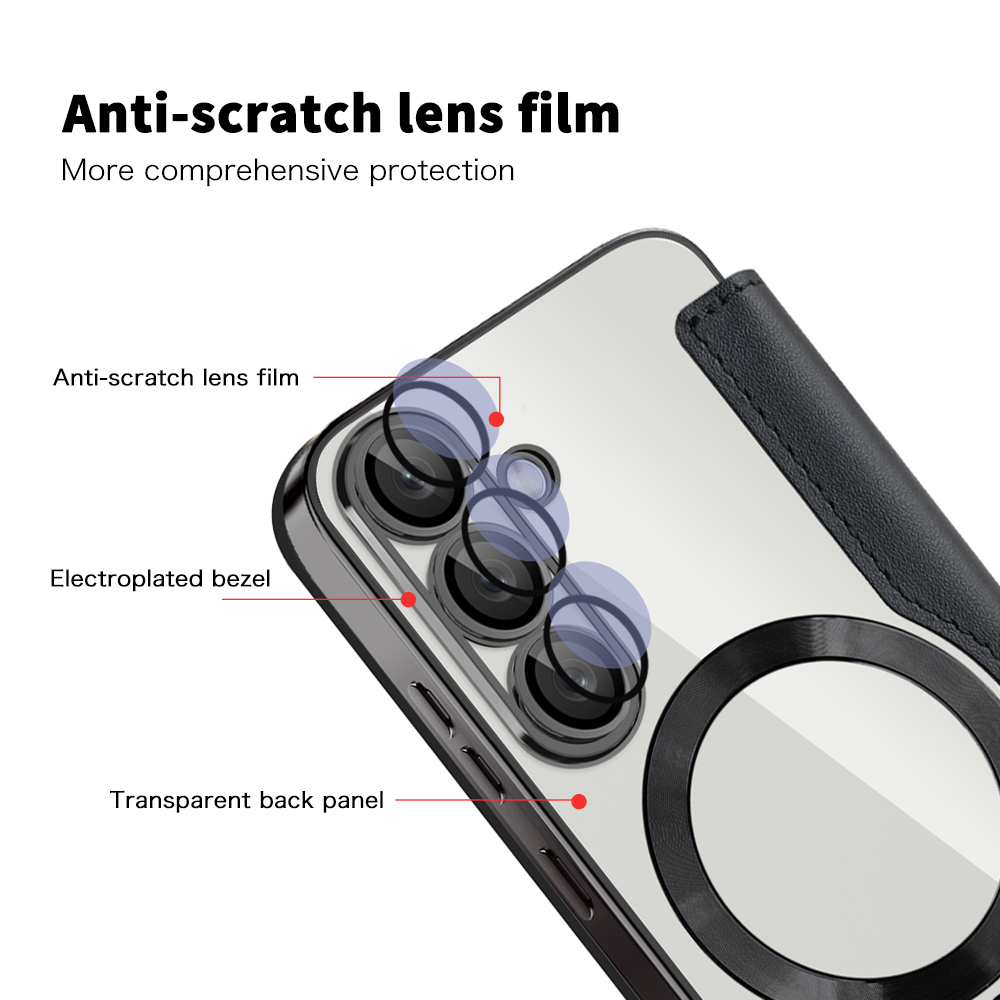 Anti-scratch lens film
More comprehensive protection
Anti-scratch lens film
Electroplated bezel
Transparent back panel